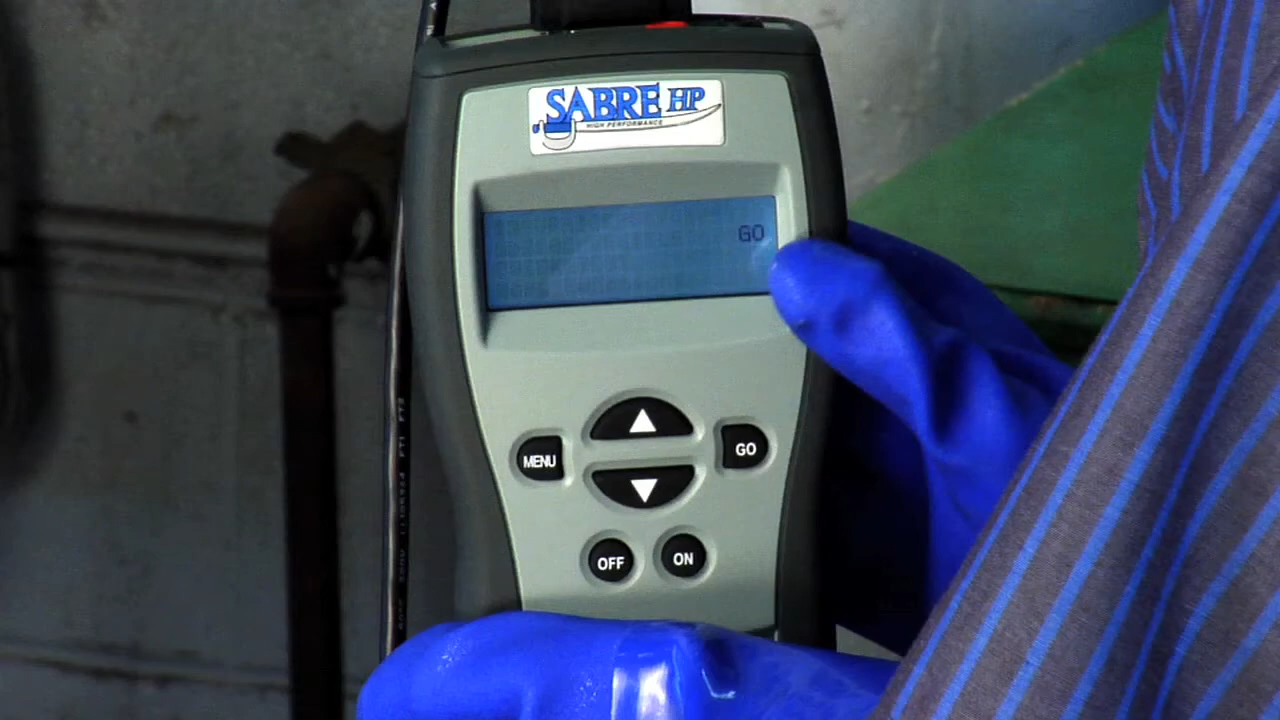 SABRE HP
HIGH PERFORMANCE
GO
MENU
GO
OFF
ON